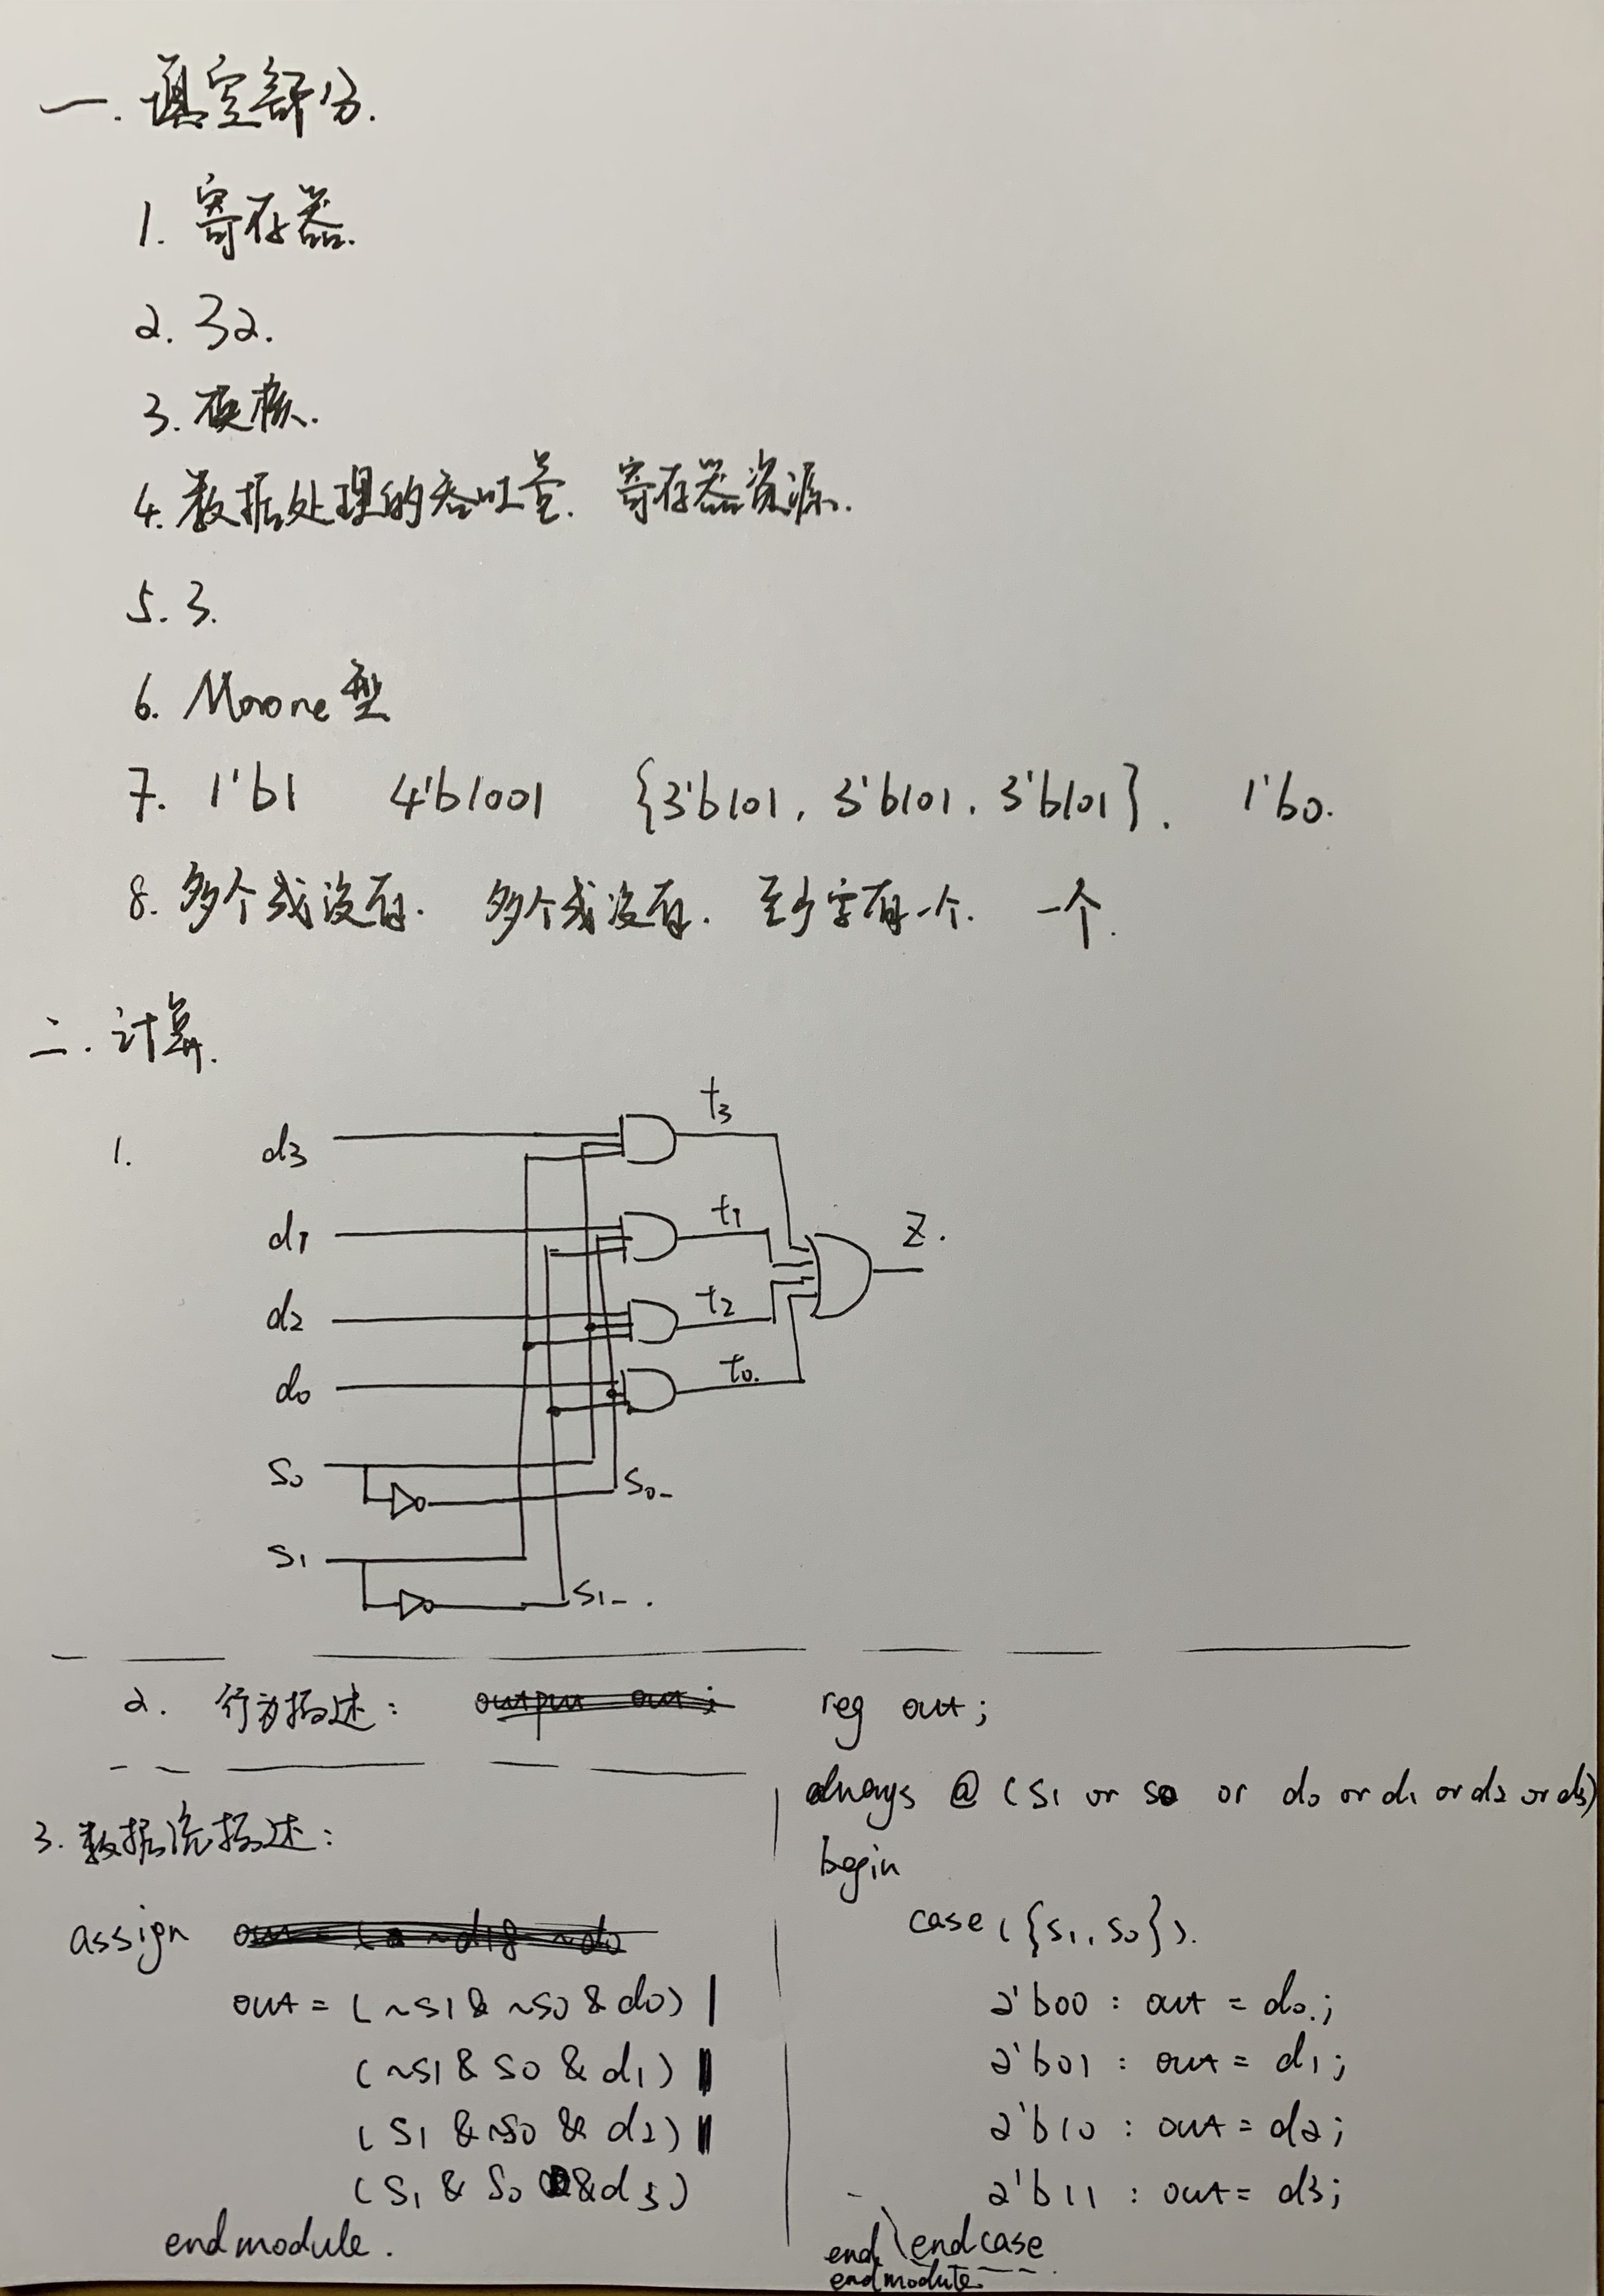 一.填空部分.
1. 寄存器.
2. 32.
3. 硬核.
4. 数据处理的吞吐量. 寄存器资源.
5. 3.
6. Moore型
7. 1'b1 4'b1001 {3'b101, 3'b101, 3'b101}. 1'b0.
8. 多个或没有. 多个或没有. 至少含有一个. 一个.
二.计算.
1.
d3 t3
d1 t1 z.
d2 t2
d0 t0.
S0 S0_
S1 S1_.
2. 行为描述: reg out;
always @ (S1 or S0 or d0 or d1 or d2 or d3)
begin
case({S1,S0}).
2'b00 : out = d0.;
2'b01 : out = d1;
2'b10 : out = d2;
2'b11 : out = d3;
end endcase
endmodule.
3. 数据流描述:
assign
out = (~S1 & ~S0 & d0) |
(~S1 & S0 & d1) |
(S1 & ~S0 & d2) |
(S1 & S0 & d3)
endmodule.